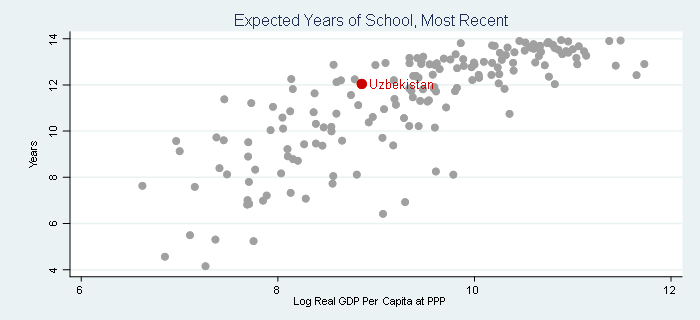 Expected Years of School, Most Recent
14
12
10
8
6
4
Years
Uzbekistan
6 8 10 12
Log Real GDP Per Capita at PPP